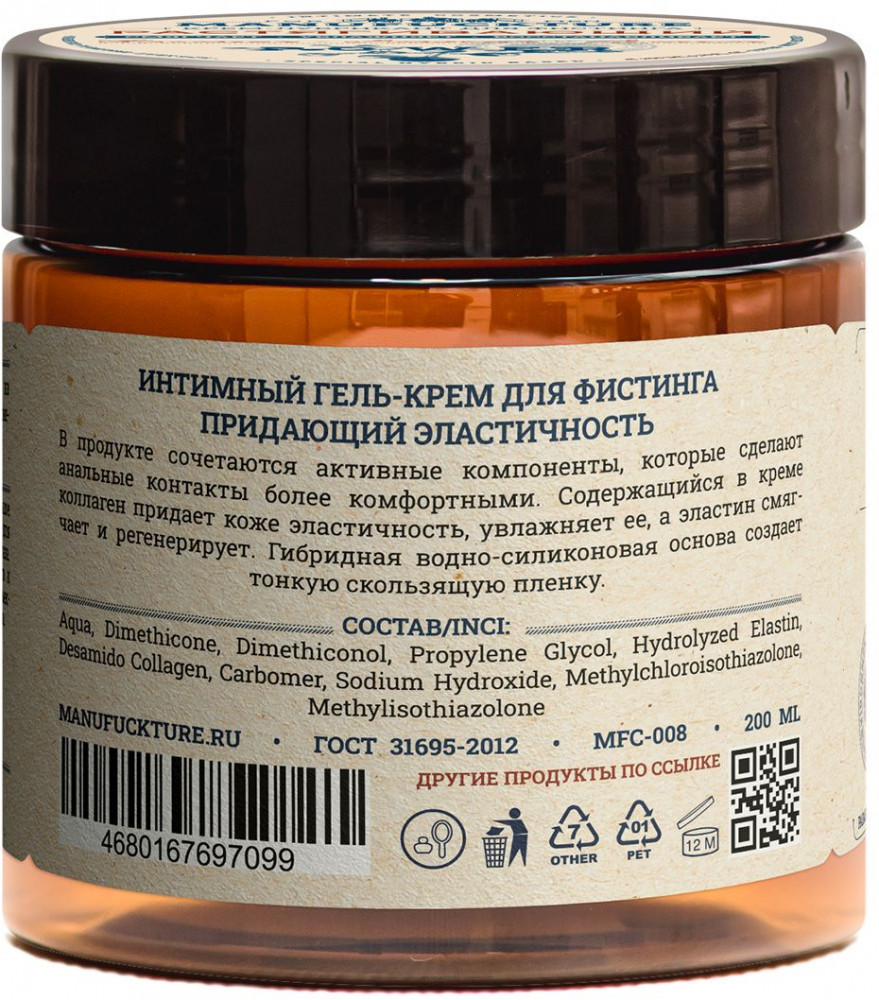 РАСТЯГИВАЮЩИЙ
ИНТИМНЫЙ ГЕЛЬ-КРЕМ ДЛЯ ФИСТИНГА
ПРИДАЮЩИЙ ЭЛАСТИЧНОСТЬ
В продукте сочетаются активные компоненты, которые сделают
анальные контакты более комфортными. Содержащийся в креме
коллаген придает коже эластичность, увлажняет ее, а эластин смяг-
чает и регенерирует. Гибридная водно-силиконовая основа создает
тонкую скользящую пленку.
СОСТАВ/INCI:
Aqua, Dimethicone, Dimethiconol, Propylene Glycol, Hydrolyzed Elastin,
Desamido Collagen, Carbomer, Sodium Hydroxide, Methylchloroisothiazolone,
Methylisothiazolone
MANUFUCKTURE.RU • ГОСТ 31695-2012 • MFC-008 • 200 ML
ДРУГИЕ ПРОДУКТЫ ПО ССЫЛКЕ
4680167697099
7
OTHER
01
PET
12 M